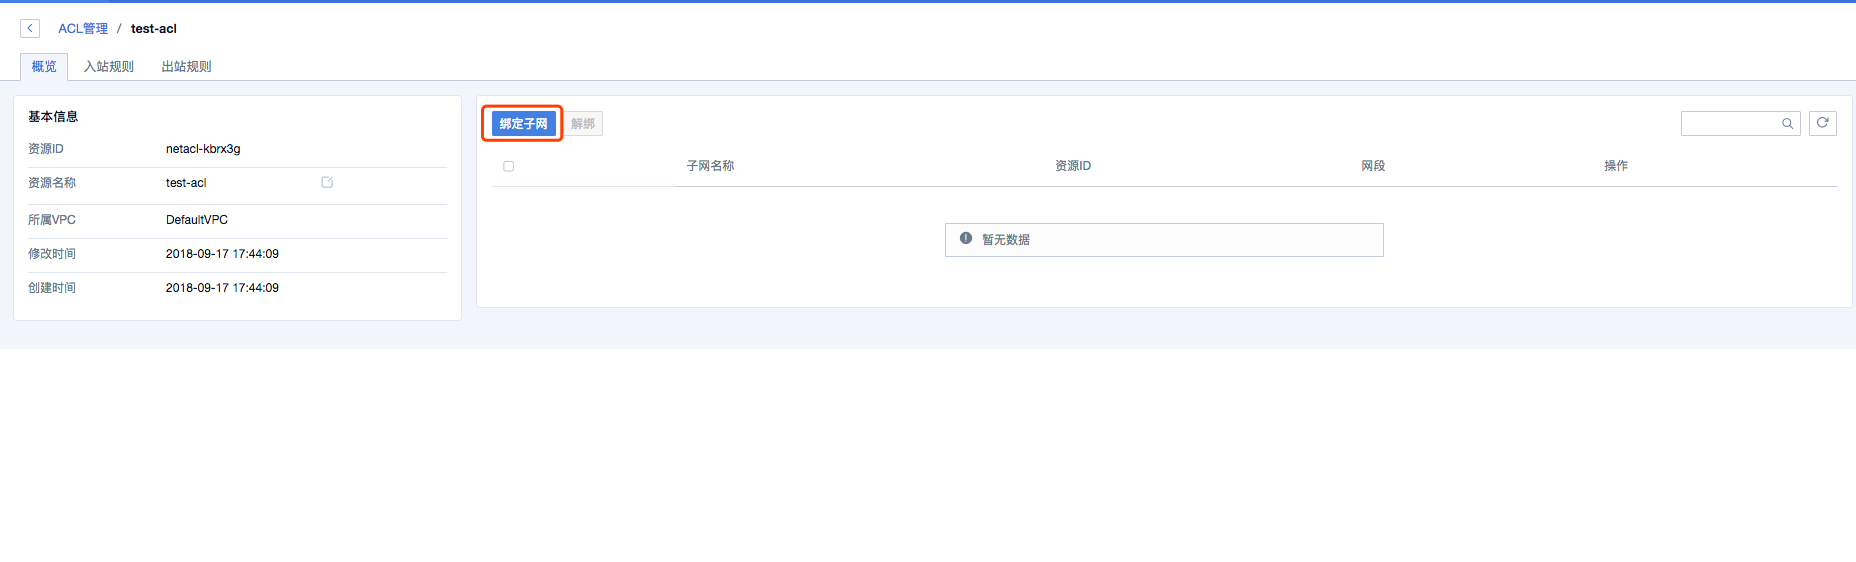 ACL管理 / test-acl
概览 入站规则 出站规则
基本信息
资源ID netacl-kbrx3g
资源名称 test-acl
所属VPC DefaultVPC
修改时间 2018-09-17 17:44:09
创建时间 2018-09-17 17:44:09
绑定子网 解绑
子网名称 资源ID 网段 操作
暂无数据